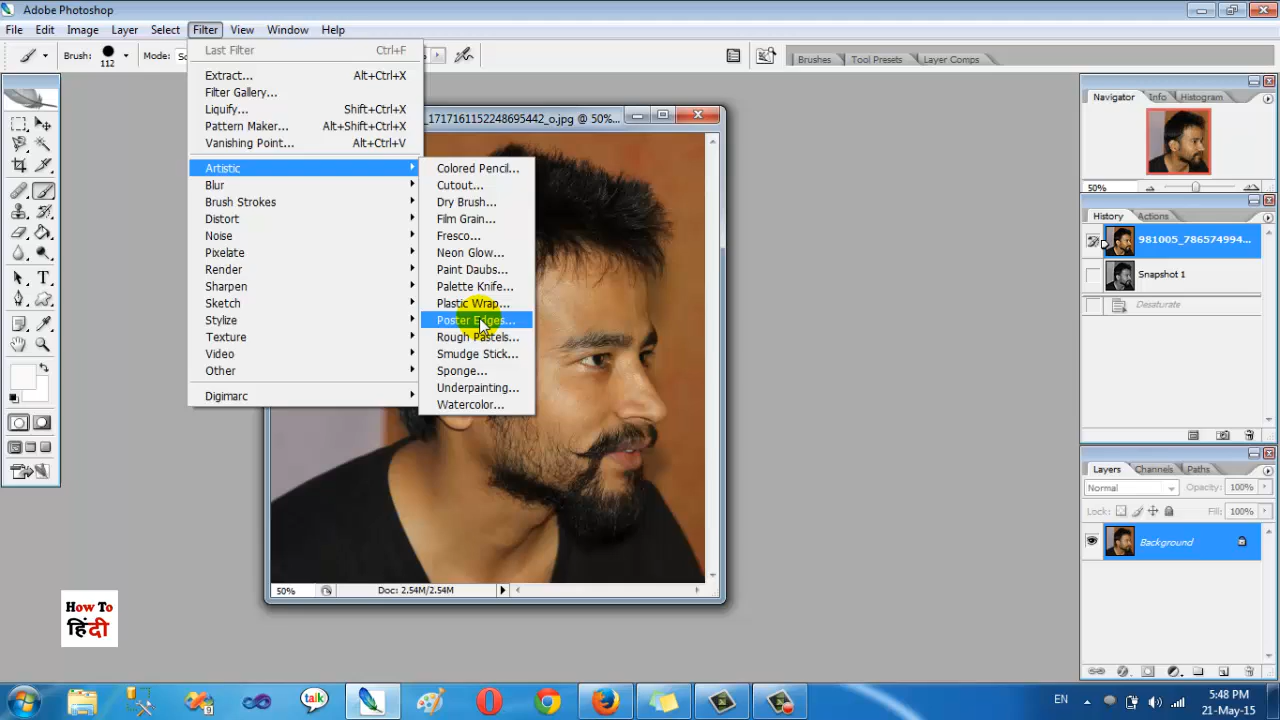 Adobe Photoshop
File Edit Image Layer Select Filter View Window Help
Brush: 112 Mode:
Brushes Tool Presets Layer Comps
Last Filter Ctrl+F
Extract... Alt+Ctrl+X
Filter Gallery...
Liquify... Shift+Ctrl+X
Pattern Maker... Alt+Shift+Ctrl+X
Vanishing Point... Alt+Ctrl+V
Artistic
Blur
Brush Strokes
Distort
Noise
Pixelate
Render
Sharpen
Sketch
Stylize
Texture
Video
Other
Digimarc
_1717161152248695442_o.jpg @ 50%...
Colored Pencil...
Cutout...
Dry Brush...
Film Grain...
Fresco...
Neon Glow...
Paint Daubs...
Palette Knife...
Plastic Wrap...
Poster Edges...
Rough Pastels...
Smudge Stick...
Sponge...
Underpainting...
Watercolor...
50% Doc: 2.54M/2.54M
Navigator Info Histogram
50%
History Actions
981005_786574994...
Snapshot 1
Desaturate
Layers Channels Paths
Normal Opacity: 100%
Lock: Fill: 100%
Background
How To
हिंदी
talk
EN
5:48 PM
21-May-15